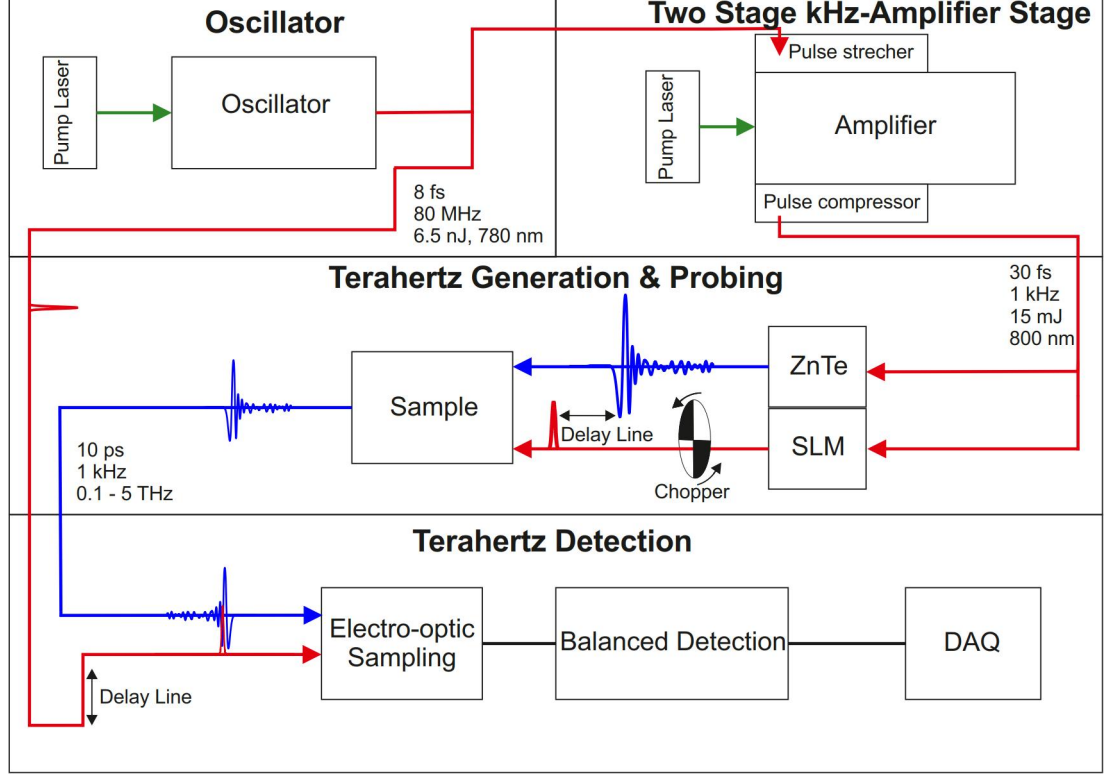 Oscillator
Pump Laser
Oscillator
8 fs
80 MHz
6.5 nJ, 780 nm
Two Stage kHz-Amplifier Stage
Pulse strecher
Pump Laser
Amplifier
Pulse compressor
30 fs
1 kHz
15 mJ
800 nm
Terahertz Generation & Probing
ZnTe
Sample
Delay Line
SLM
Chopper
10 ps
1 kHz
0.1 - 5 THz
Terahertz Detection
Electro-optic
Sampling
Balanced Detection
DAQ
Delay Line